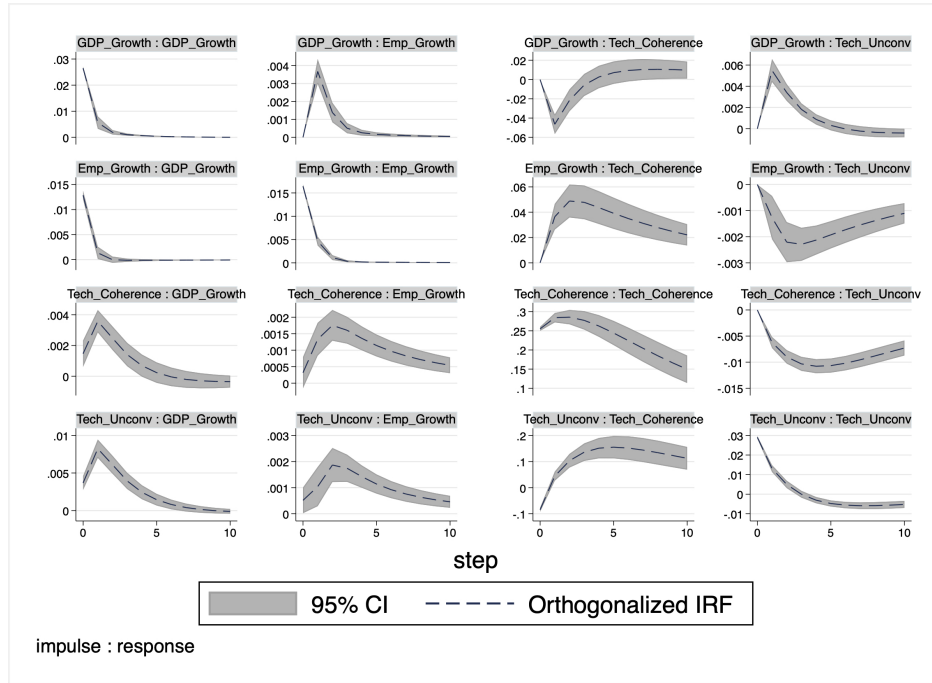 GDP_Growth : GDP_Growth
GDP_Growth : Emp_Growth
GDP_Growth : Tech_Coherence
GDP_Growth : Tech_Unconv
.03
.02
.01
0
.004
.003
.002
.001
0
.02
0
-.02
-.04
-.06
.006
.004
.002
0
Emp_Growth : GDP_Growth
Emp_Growth : Emp_Growth
Emp_Growth : Tech_Coherence
Emp_Growth : Tech_Unconv
.015
.01
.005
0
.015
.01
.005
0
.06
.04
.02
0
0
-.001
-.002
-.003
Tech_Coherence : GDP_Growth
Tech_Coherence : Emp_Growth
Tech_Coherence : Tech_Coherence
Tech_Coherence : Tech_Unconv
.004
.002
0
.002
.0015
.001
.0005
0
.3
.25
.2
.15
.1
0
-.005
-.01
-.015
Tech_Unconv : GDP_Growth
Tech_Unconv : Emp_Growth
Tech_Unconv : Tech_Coherence
Tech_Unconv : Tech_Unconv
.01
.005
0
.003
.002
.001
0
.2
.1
0
-.1
.03
.02
.01
0
-.01
0 5 10
0 5 10
0 5 10
0 5 10
step
95% CI
Orthogonalized IRF
impulse : response